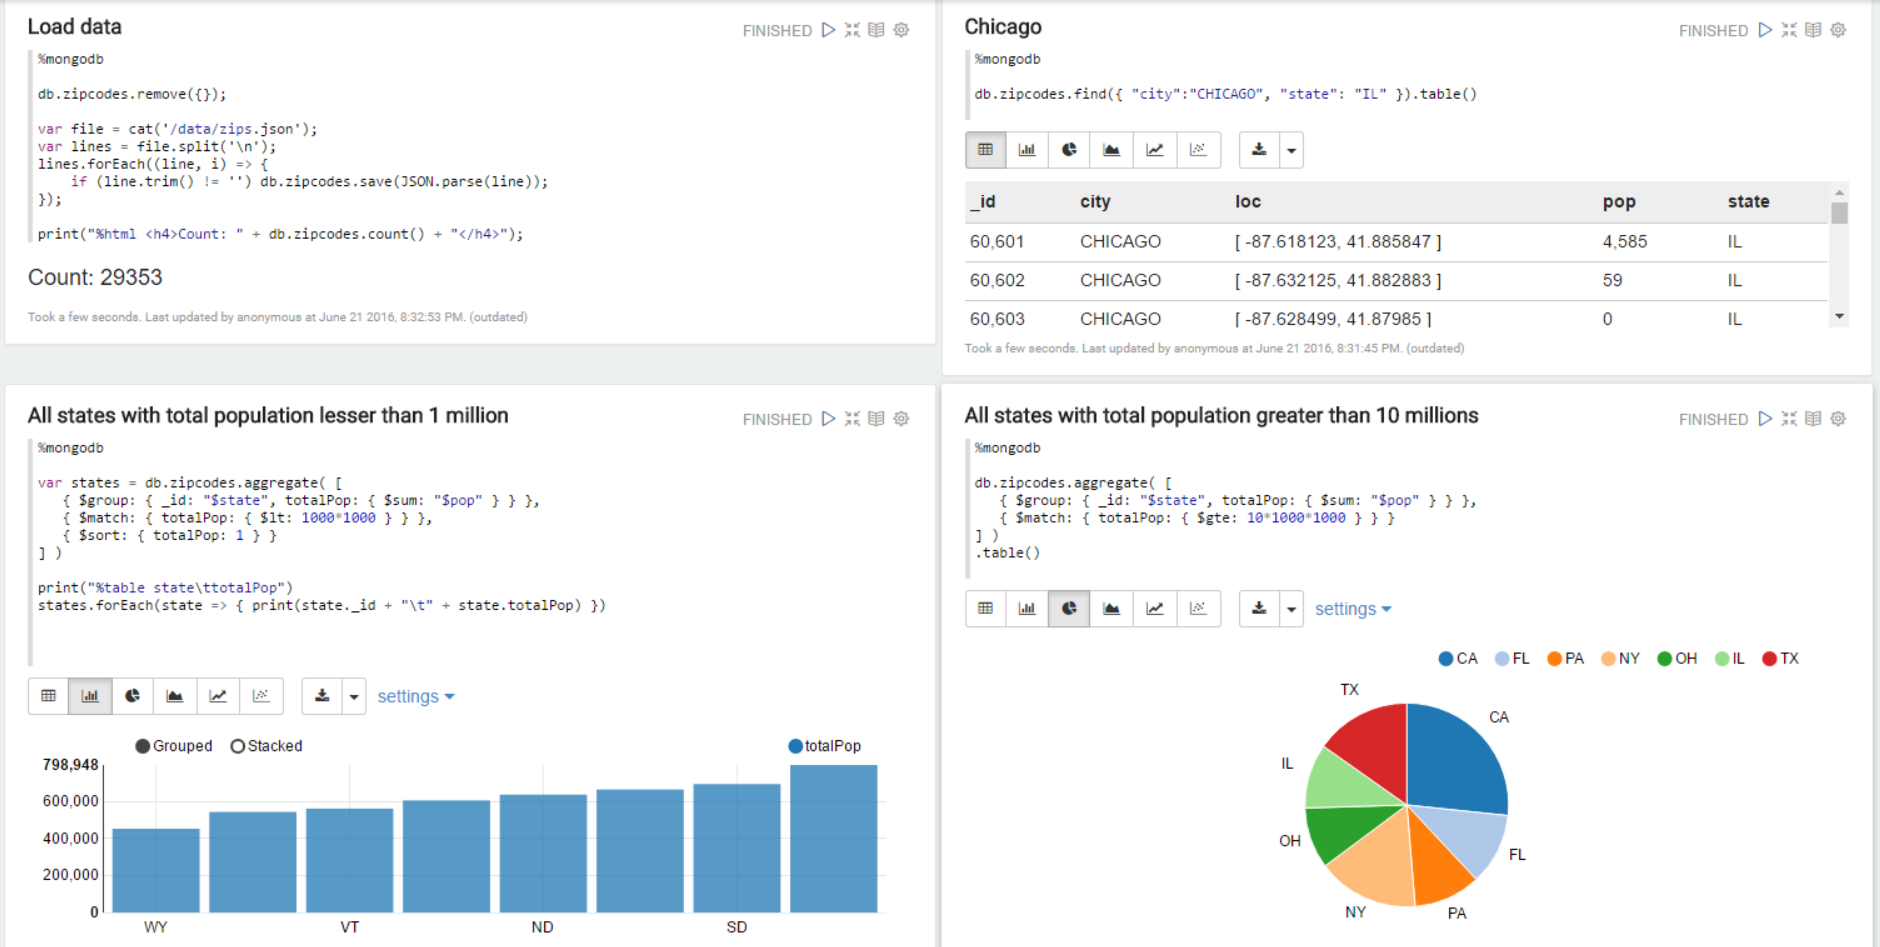 Load data
FINISHED
%mongodb
db.zipcodes.remove({});
var file = cat('/data/zips.json');
var lines = file.split('\n');
lines.forEach((line, i) => {
    if (line.trim() != '') db.zipcodes.save(JSON.parse(line));
});
print("%html <h4>Count: " + db.zipcodes.count() + "</h4>");
Count: 29353
Took a few seconds. Last updated by anonymous at June 21 2016, 8:32:53 PM. (outdated)
Chicago
FINISHED
%mongodb
db.zipcodes.find({ "city":"CHICAGO", "state": "IL" }).table()
_id city loc pop state
60,601 CHICAGO [ -87.618123, 41.885847 ] 4,585 IL
60,602 CHICAGO [ -87.632125, 41.882883 ] 59 IL
60,603 CHICAGO [ -87.628499, 41.87985 ] 0 IL
Took a few seconds. Last updated by anonymous at June 21 2016, 8:31:45 PM. (outdated)
All states with total population lesser than 1 million
FINISHED
%mongodb
var states = db.zipcodes.aggregate( [
   { $group: { _id: "$state", totalPop: { $sum: "$pop" } } },
   { $match: { totalPop: { $lt: 1000*1000 } } },
   { $sort: { totalPop: 1 } }
] )
print("%table state\ttotalPop")
states.forEach(state => { print(state._id + "\t" + state.totalPop) })
settings
Grouped Stacked totalPop
798,948
600,000
400,000
200,000
0
WY VT ND SD
All states with total population greater than 10 millions
FINISHED
%mongodb
db.zipcodes.aggregate( [
   { $group: { _id: "$state", totalPop: { $sum: "$pop" } } },
   { $match: { totalPop: { $gte: 10*1000*1000 } } }
] )
.table()
settings
CA FL PA NY OH IL TX
TX
CA
IL
OH
FL
NY
PA